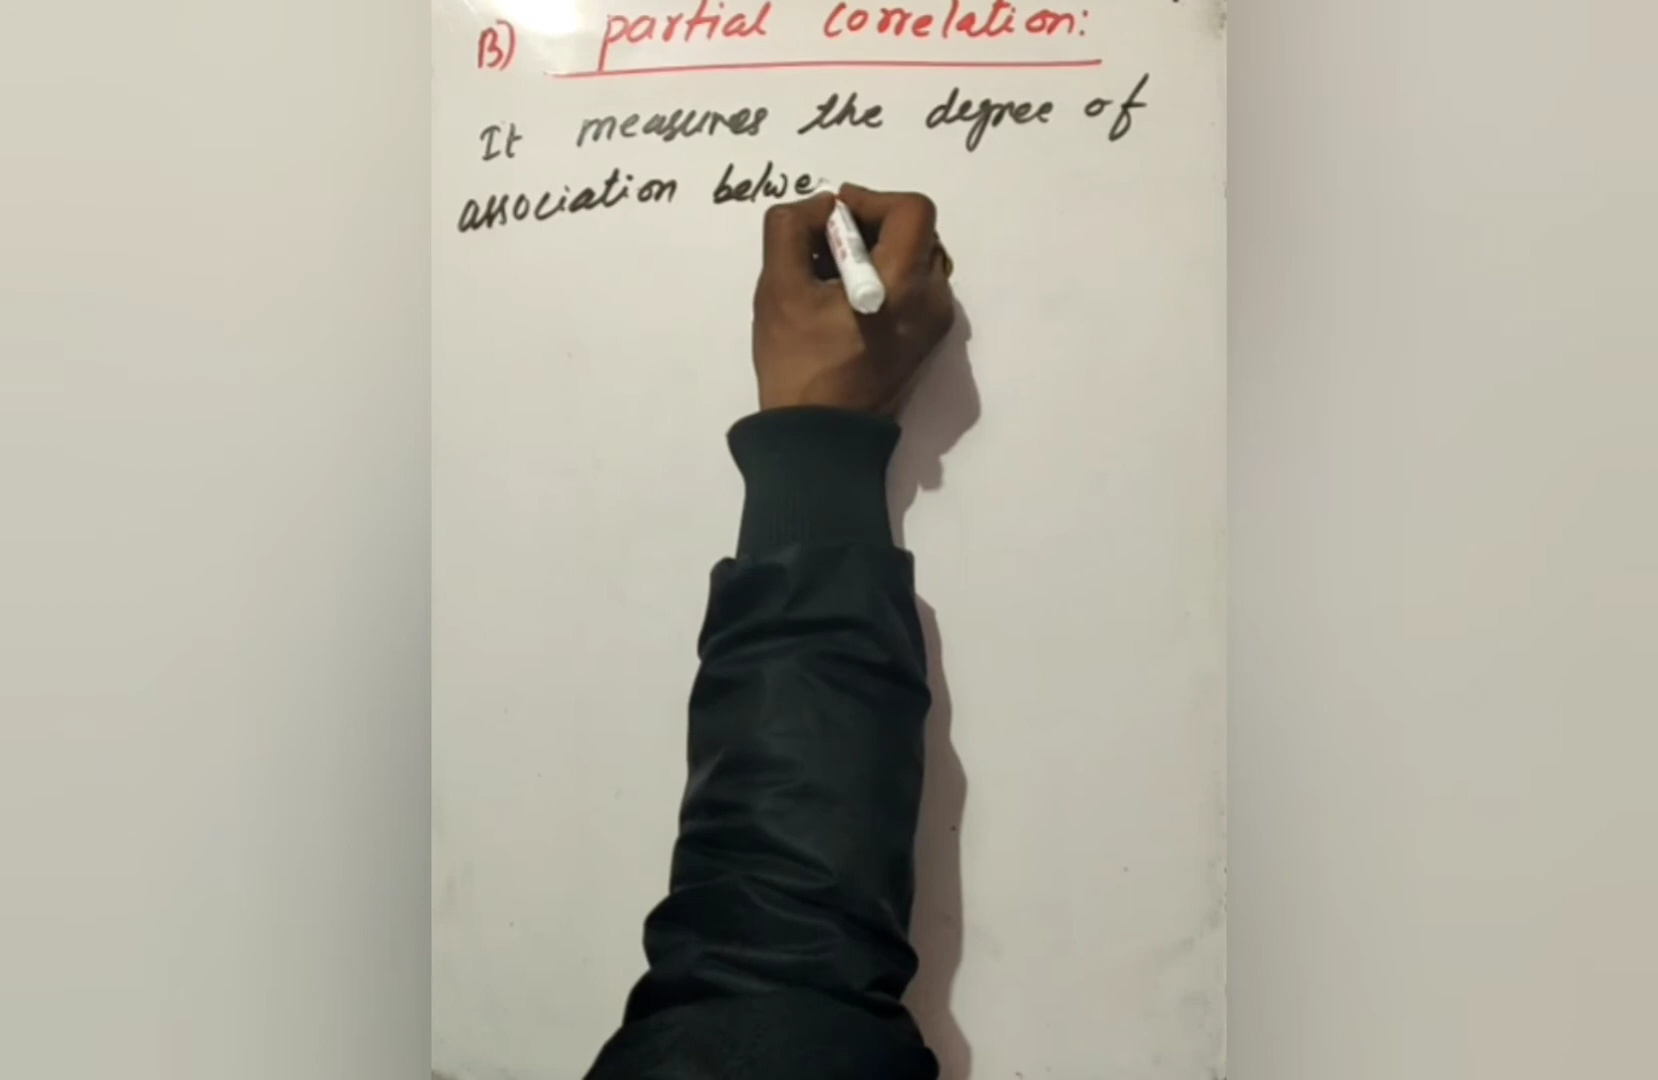 B) partial correlation:
It measures the degree of
association betwe